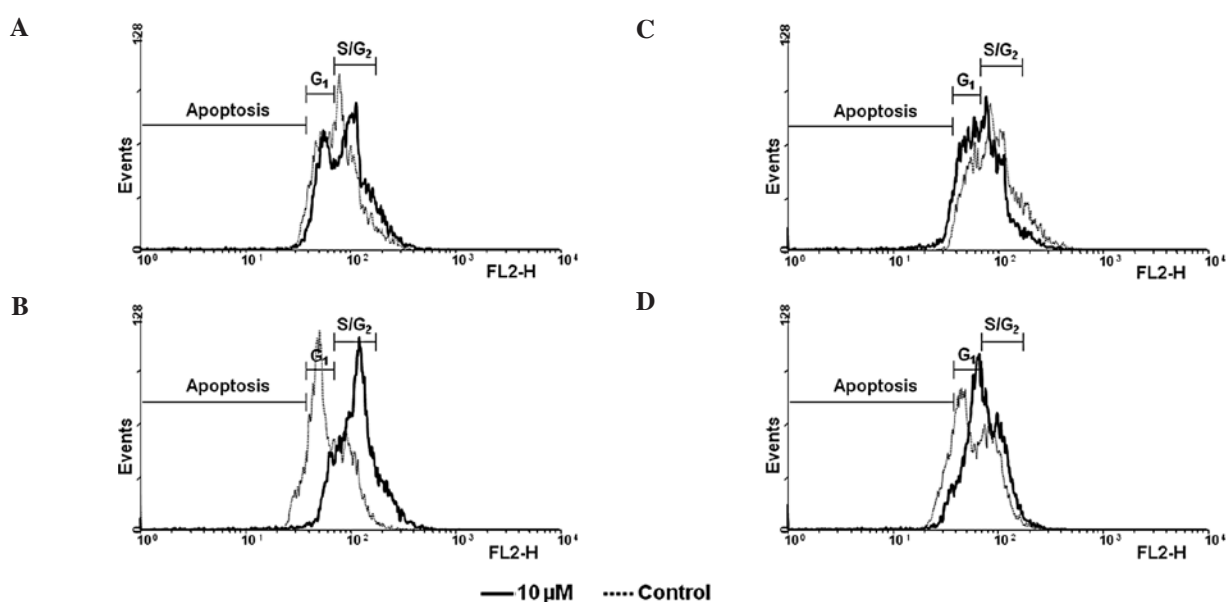 A
128
S/G2
G1
Apoptosis
Events
0
10^0 10^1 10^2 10^3 10^4
FL2-H
C
128
S/G2
G1
Apoptosis
Events
0
10^0 10^1 10^2 10^3 10^4
FL2-H
B
128
S/G2
G1
Apoptosis
Events
0
10^0 10^1 10^2 10^3 10^4
FL2-H
D
128
S/G2
G1
Apoptosis
Events
0
10^0 10^1 10^2 10^3 10^4
FL2-H
10 µM Control